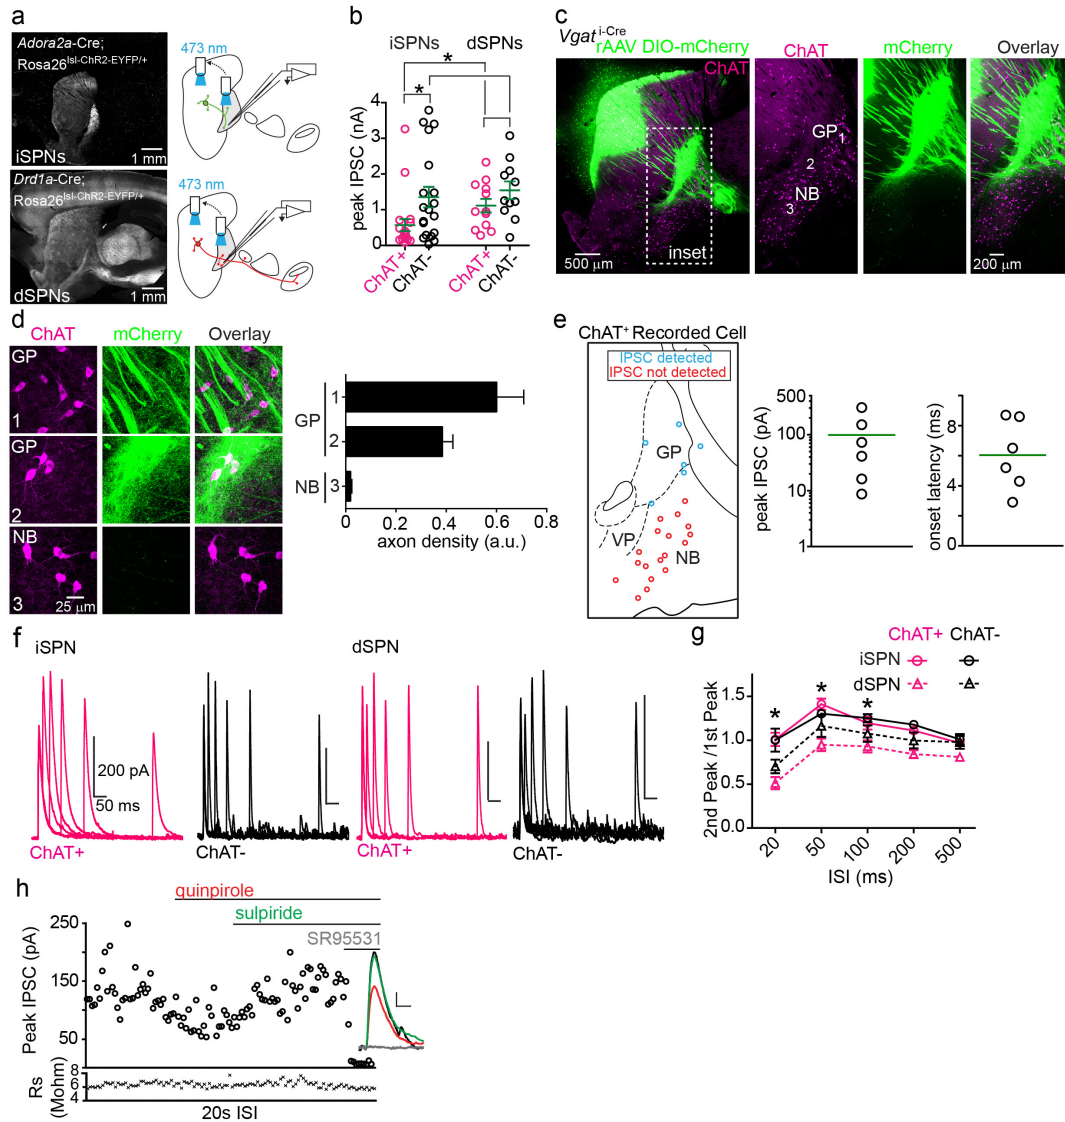 a
Adora2a-Cre;
Rosa26lsl-ChR2-EYFP/+
iSPNs
1 mm
473 nm
Drd1a-Cre;
Rosa26lsl-ChR2-EYFP/+
dSPNs
1 mm
473 nm
b
iSPNs dSPNs
*
*
peak IPSC (nA)
4
3
2
1
0
ChAT+
ChAT-
ChAT+
ChAT-
c
Vgat i-Cre
rAAV DIO-mCherry
ChAT
500 µm
inset
ChAT
GP1
2
NB
3
mCherry
Overlay
200 µm
d
ChAT mCherry Overlay
GP
1
GP
2
NB
3
25 µm
GP
1
2
NB
3
0 0.2 0.4 0.6 0.8
axon density (a.u.)
e
ChAT+ Recorded Cell
IPSC detected
IPSC not detected
GP
VP
NB
peak IPSC (pA)
500
100
10
1
onset latency (ms)
8
4
0
f
iSPN
dSPN
200 pA
50 ms
ChAT+
ChAT-
ChAT+
ChAT-
g
ChAT+ ChAT-
iSPN
dSPN
2nd Peak /1st Peak
1.5
1.0
0.5
0.0
*
*
*
20 50 100 200 500
ISI (ms)
h
quinpirole
sulpiride
SR95531
Peak IPSC (pA)
250
150
50
Rs
(Mohm)
8
6
4
20s ISI